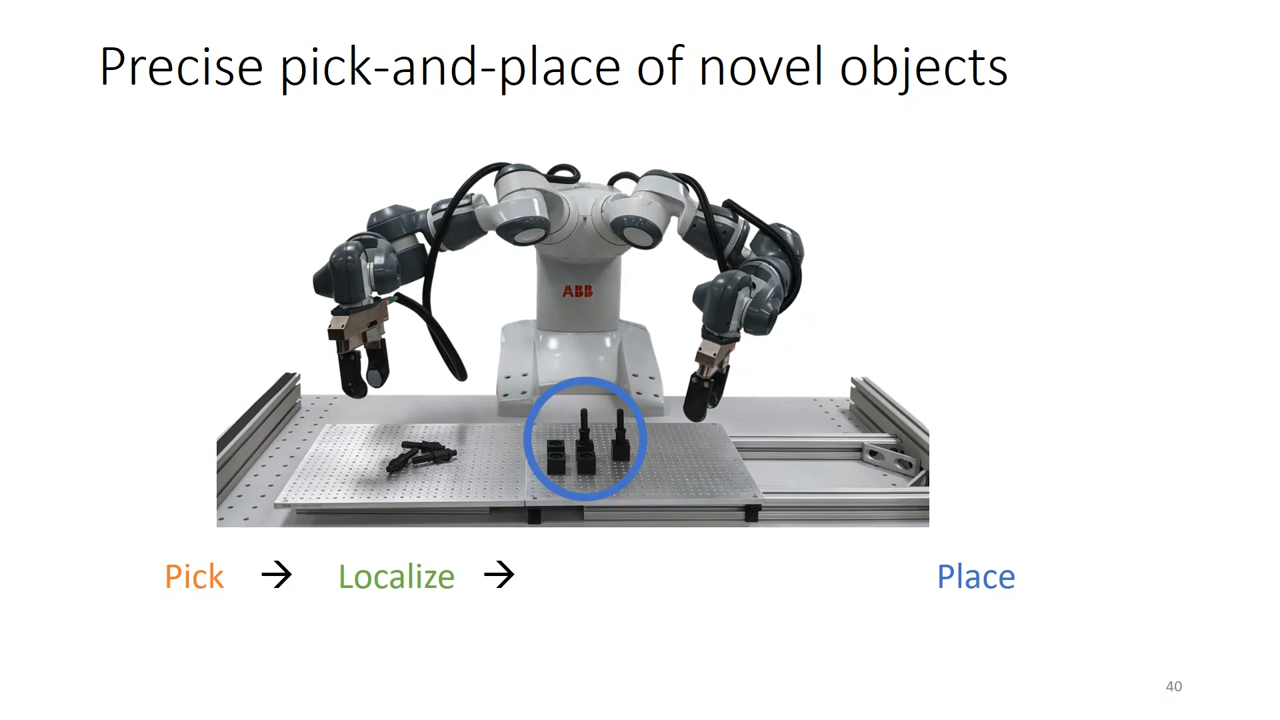 Precise pick-and-place of novel objects
ABB
Pick → Localize → Place
40